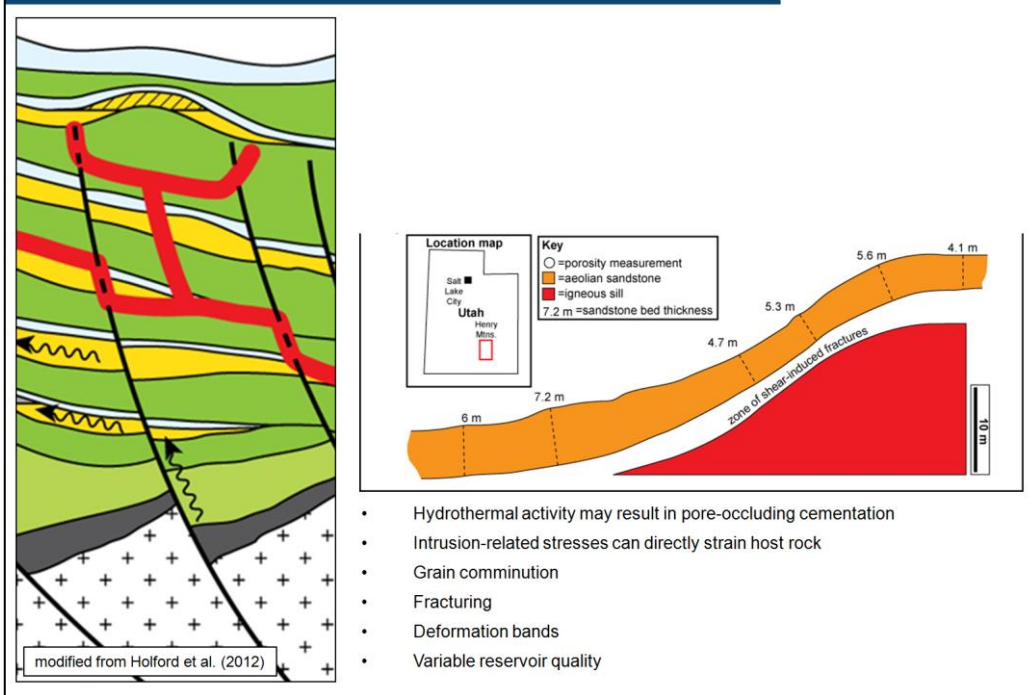 modified from Holford et al. (2012)
Location map
Salt
Lake
City
Utah
Henry
Mtns.
Key
=porosity measurement
=aeolian sandstone
=igneous sill
7.2 m =sandstone bed thickness
6 m
7.2 m
4.7 m
5.3 m
5.6 m
4.1 m
zone of shear-induced fractures
10 m
• Hydrothermal activity may result in pore-occluding cementation
• Intrusion-related stresses can directly strain host rock
• Grain comminution
• Fracturing
• Deformation bands
• Variable reservoir quality